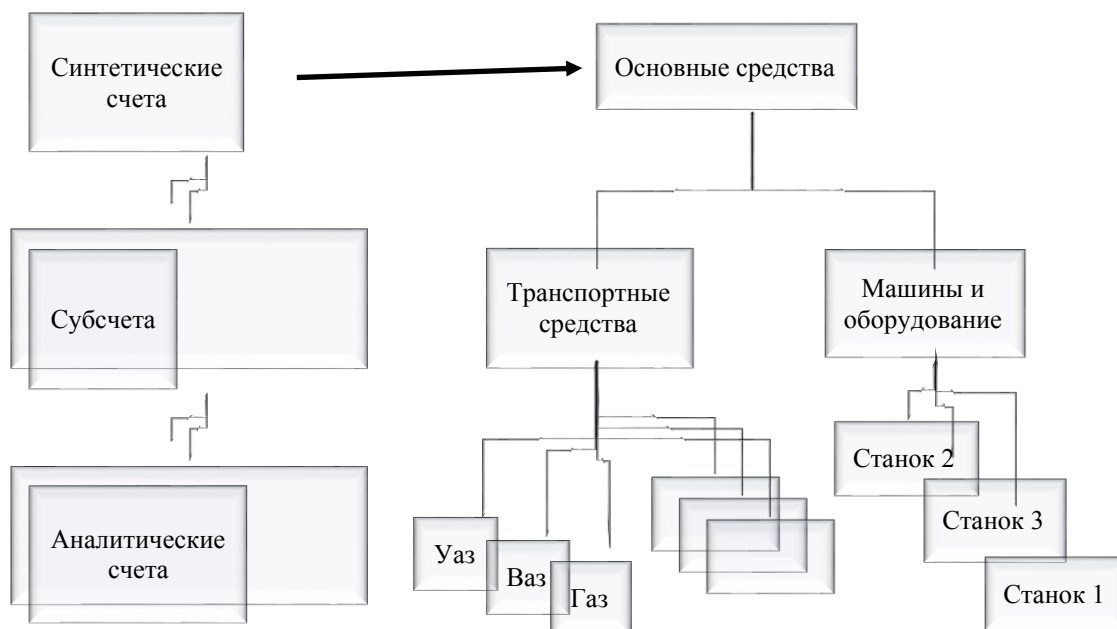 Синтетические
счета
Основные средства
Субсчета
Транспортные
средства
Машины и
оборудование
Аналитические
счета
Уаз
Ваз
Газ
Станок 2
Станок 3
Станок 1